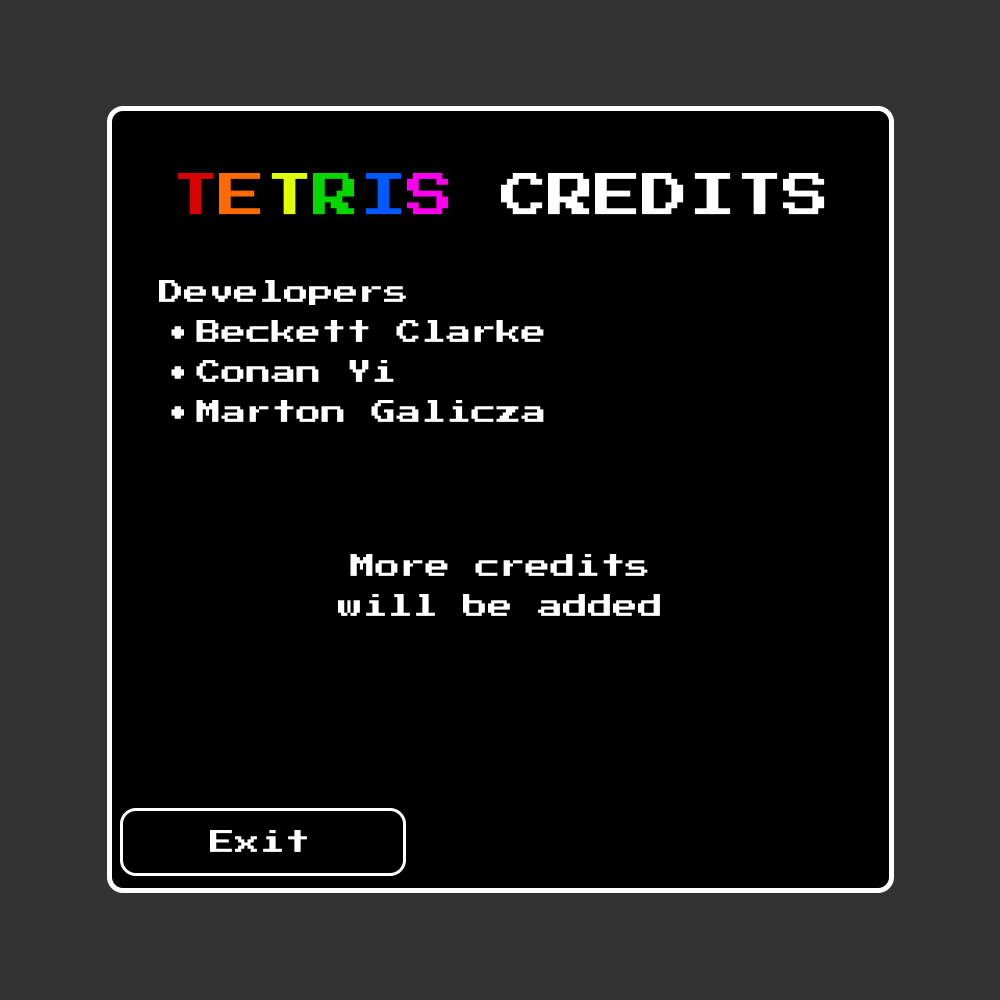 TETRIS CREDITS
Developers
•Beckett Clarke
•Conan Yi
•Marton Galicza
More credits
will be added
Exit